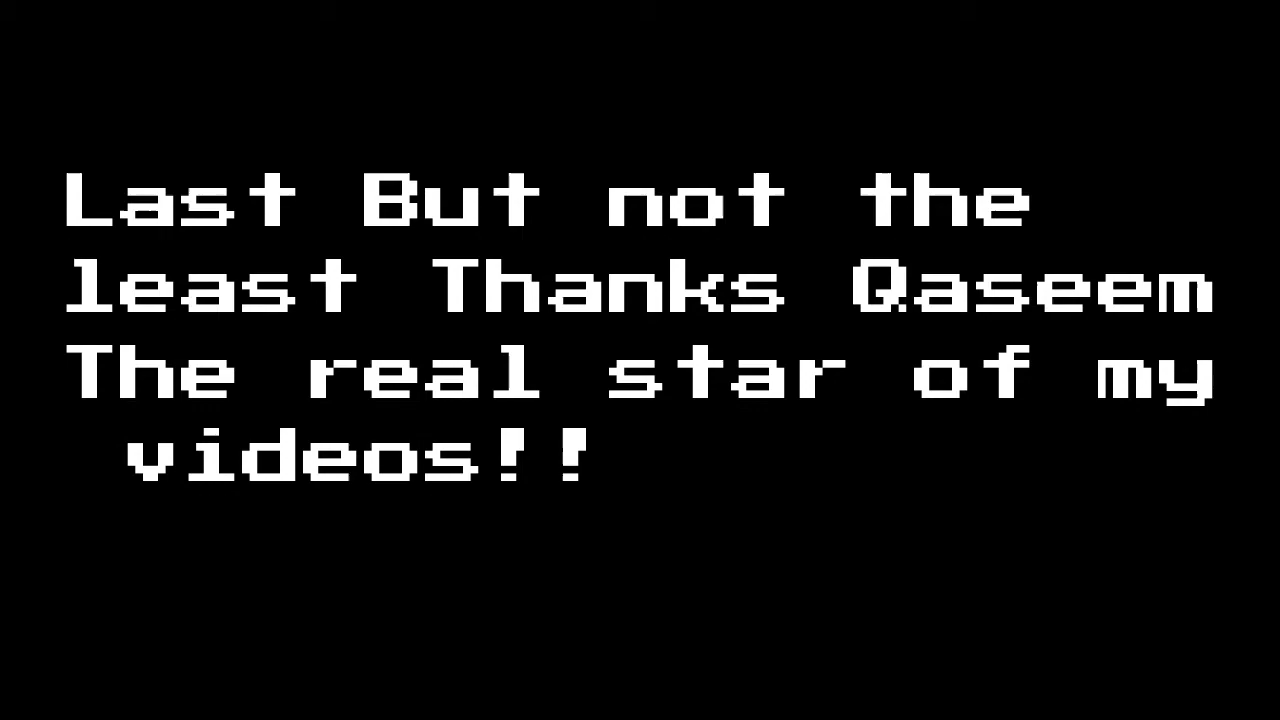 Last But not the
least Thanks Qaseem
The real star of my
videos!!